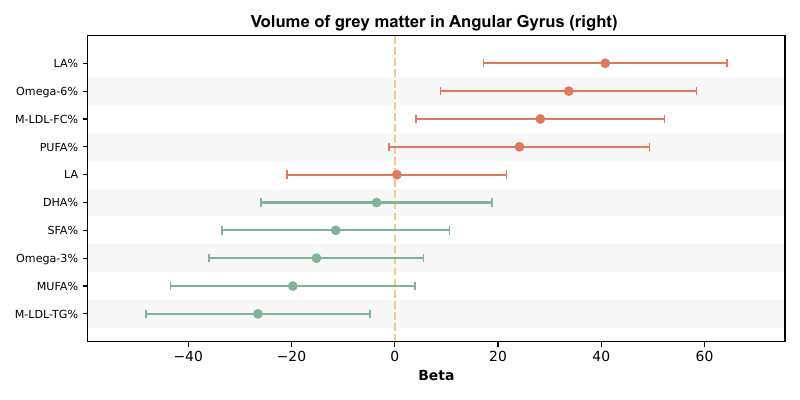 Volume of grey matter in Angular Gyrus (right)
LA%
Omega-6%
M-LDL-FC%
PUFA%
LA
DHA%
SFA%
Omega-3%
MUFA%
M-LDL-TG%
−40 −20 0 20 40 60
Beta